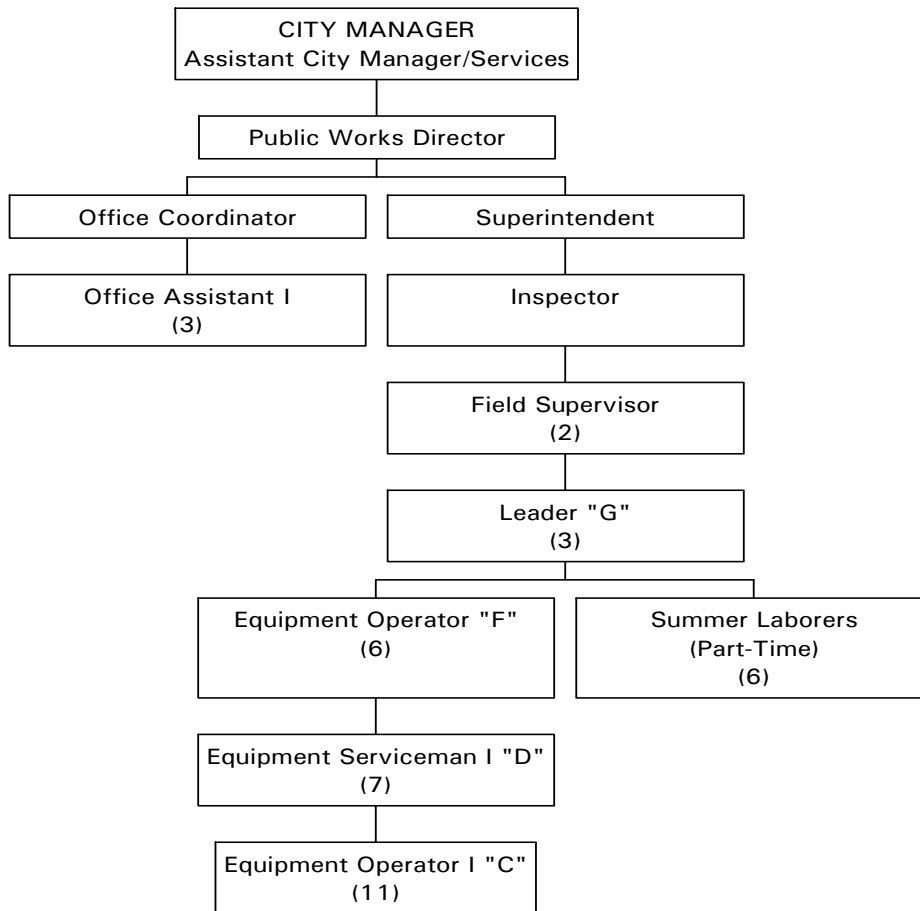 CITY MANAGER
Assistant City Manager/Services
Public Works Director
Office Coordinator
Superintendent
Office Assistant I
(3)
Inspector
Field Supervisor
(2)
Leader "G"
(3)
Equipment Operator "F"
(6)
Summer Laborers
(Part-Time)
(6)
Equipment Serviceman I "D"
(7)
Equipment Operator I "C"
(11)